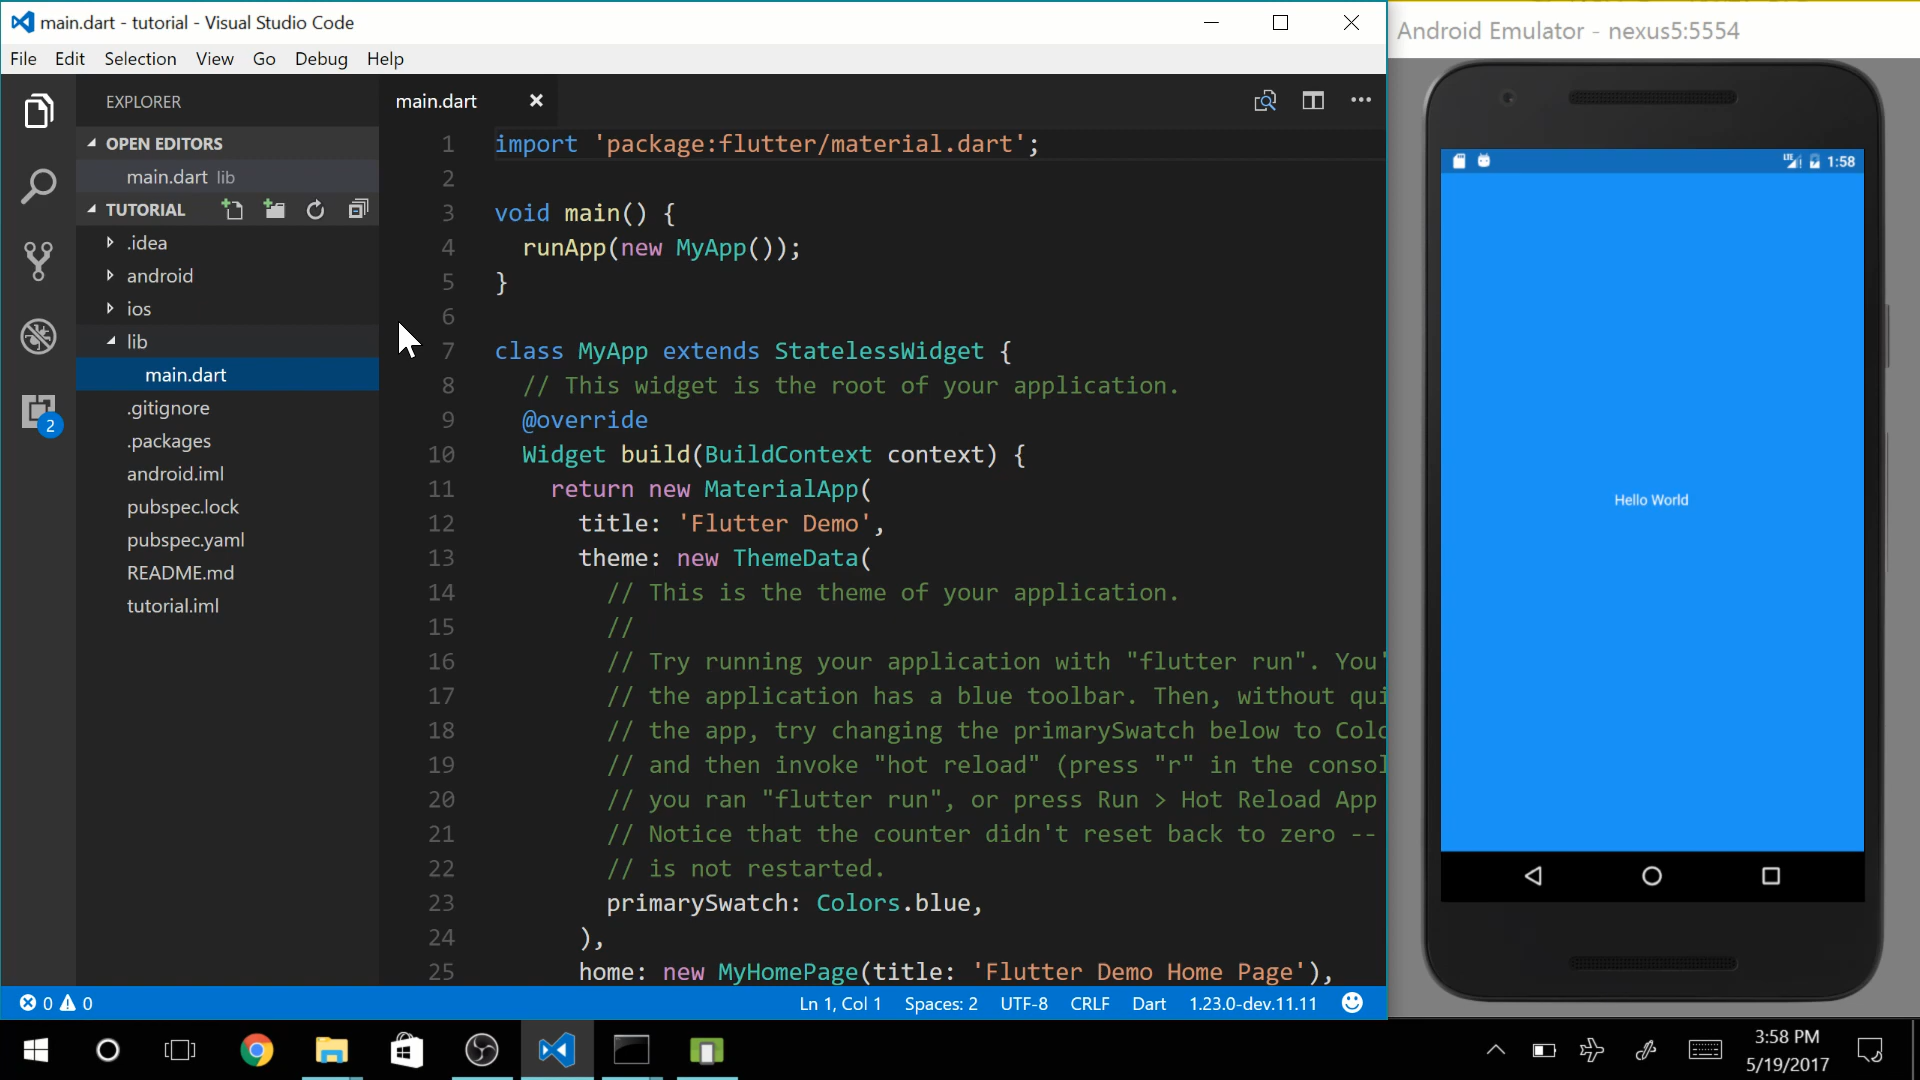 main.dart - tutorial - Visual Studio Code
File Edit Selection View Go Debug Help
EXPLORER
OPEN EDITORS
main.dart lib
TUTORIAL
.idea
android
ios
lib
main.dart
.gitignore
.packages
android.iml
pubspec.lock
pubspec.yaml
README.md
tutorial.iml
2
main.dart
1 import 'package:flutter/material.dart';
2
3 void main() {
4 runApp(new MyApp());
5 }
6
7 class MyApp extends StatelessWidget {
8 // This widget is the root of your application.
9 @override
10 Widget build(BuildContext context) {
11 return new MaterialApp(
12 title: 'Flutter Demo',
13 theme: new ThemeData(
14 // This is the theme of your application.
15 //
16 // Try running your application with "flutter run". You'
17 // the application has a blue toolbar. Then, without qui
18 // the app, try changing the primarySwatch below to Colo
19 // and then invoke "hot reload" (press "r" in the consol
20 // you ran "flutter run", or press Run > Hot Reload App
21 // Notice that the counter didn't reset back to zero --
22 // is not restarted.
23 primarySwatch: Colors.blue,
24 ),
25 home: new MyHomePage(title: 'Flutter Demo Home Page'),
0 0
Ln 1, Col 1 Spaces: 2 UTF-8 CRLF Dart 1.23.0-dev.11.11
Android Emulator - nexus5:5554
LTE 1:58
Hello World
3:58 PM
5/19/2017